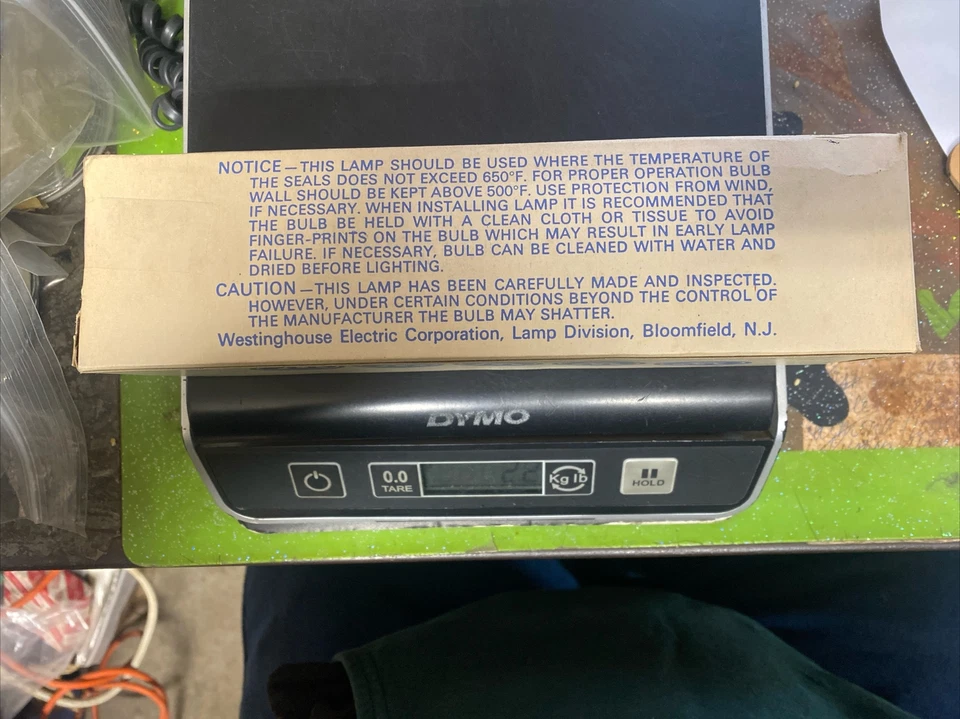 NOTICE—THIS LAMP SHOULD BE USED WHERE THE TEMPERATURE OF
THE SEALS DOES NOT EXCEED 650°F. FOR PROPER OPERATION BULB
WALL SHOULD BE KEPT ABOVE 500°F. USE PROTECTION FROM WIND,
IF NECESSARY. WHEN INSTALLING LAMP IT IS RECOMMENDED THAT
THE BULB BE HELD WITH A CLEAN CLOTH OR TISSUE TO AVOID
FINGER-PRINTS ON THE BULB WHICH MAY RESULT IN EARLY LAMP
FAILURE. IF NECESSARY, BULB CAN BE CLEANED WITH WATER AND
DRIED BEFORE LIGHTING.
CAUTION—THIS LAMP HAS BEEN CAREFULLY MADE AND INSPECTED.
HOWEVER, UNDER CERTAIN CONDITIONS BEYOND THE CONTROL OF
THE MANUFACTURER THE BULB MAY SHATTER.
Westinghouse Electric Corporation, Lamp Division, Bloomfield, N.J.
DYMO
0.0
TARE
Kg lb
HOLD